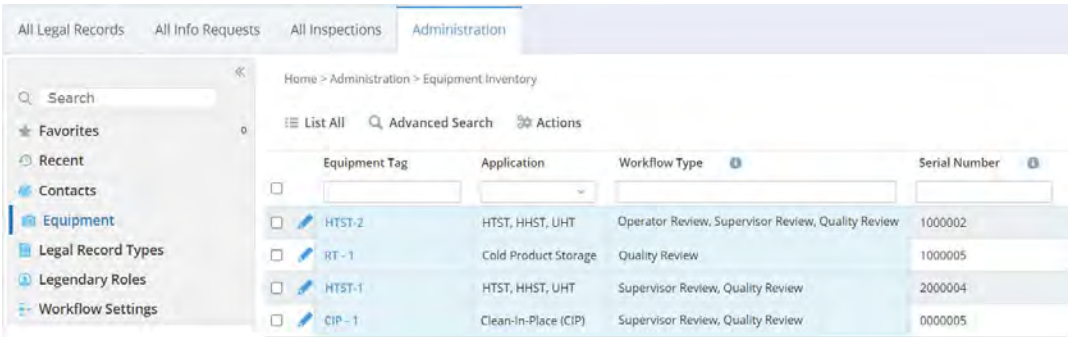 All Legal Records All Info Requests All Inspections Administration
Search
Favorites 0
Recent
Contacts
Equipment
Legal Record Types
Legendary Roles
Workflow Settings
Home > Administration > Equipment Inventory
List All Advanced Search Actions
Equipment Tag Application Workflow Type Serial Number
HTST-2 HTST, HHST, UHT Operator Review, Supervisor Review, Quality Review 1000002
RT - 1 Cold Product Storage Quality Review 1000005
HTST-1 HTST, HHST, UHT Supervisor Review, Quality Review 2000004
CIP - 1 Clean-In-Place (CIP) Supervisor Review, Quality Review 0000005